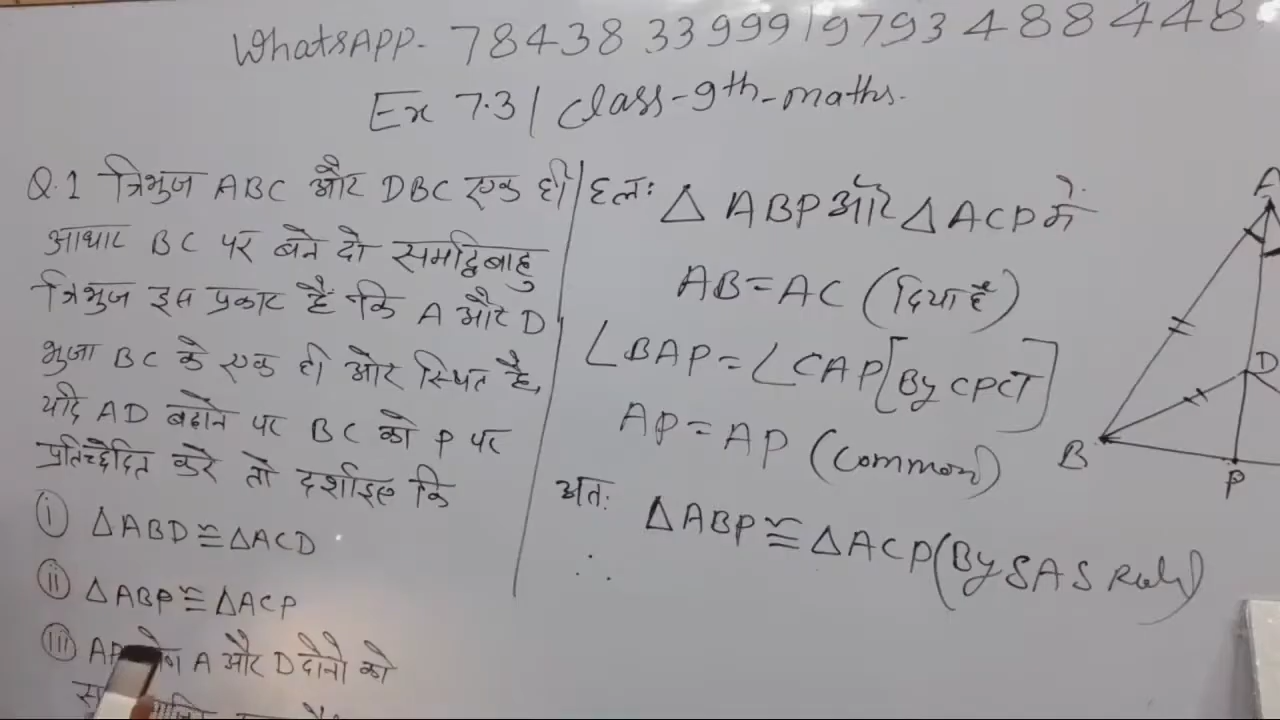 WhatsAPP- 78438 33999/9793 488448
Ex 7.3/ Class-9th-maths.
Q.1 त्रिभुज ABC और DBC एक ही
आधार BC पर बने दो समद्विबाहु
त्रिभुज इस प्रकार है कि A और D
भुजा BC के एक ही ओर स्थित है,
यदि AD बढ़ाने पर BC को P पर
प्रतिच्छेदित करे तो दर्शाइए कि
(i) △ABD≅△ACD
(ii) △ABP≅△ACP
(iii) AP A और D दोनो को
हलः △ ABP और △ ACP में
AB=AC (दिया है)
∠BAP=∠CAP[By CPCT]
AP=AP (Common)
अतः △ABP≅△ACP(By SAS Rule)
A
D
B
P